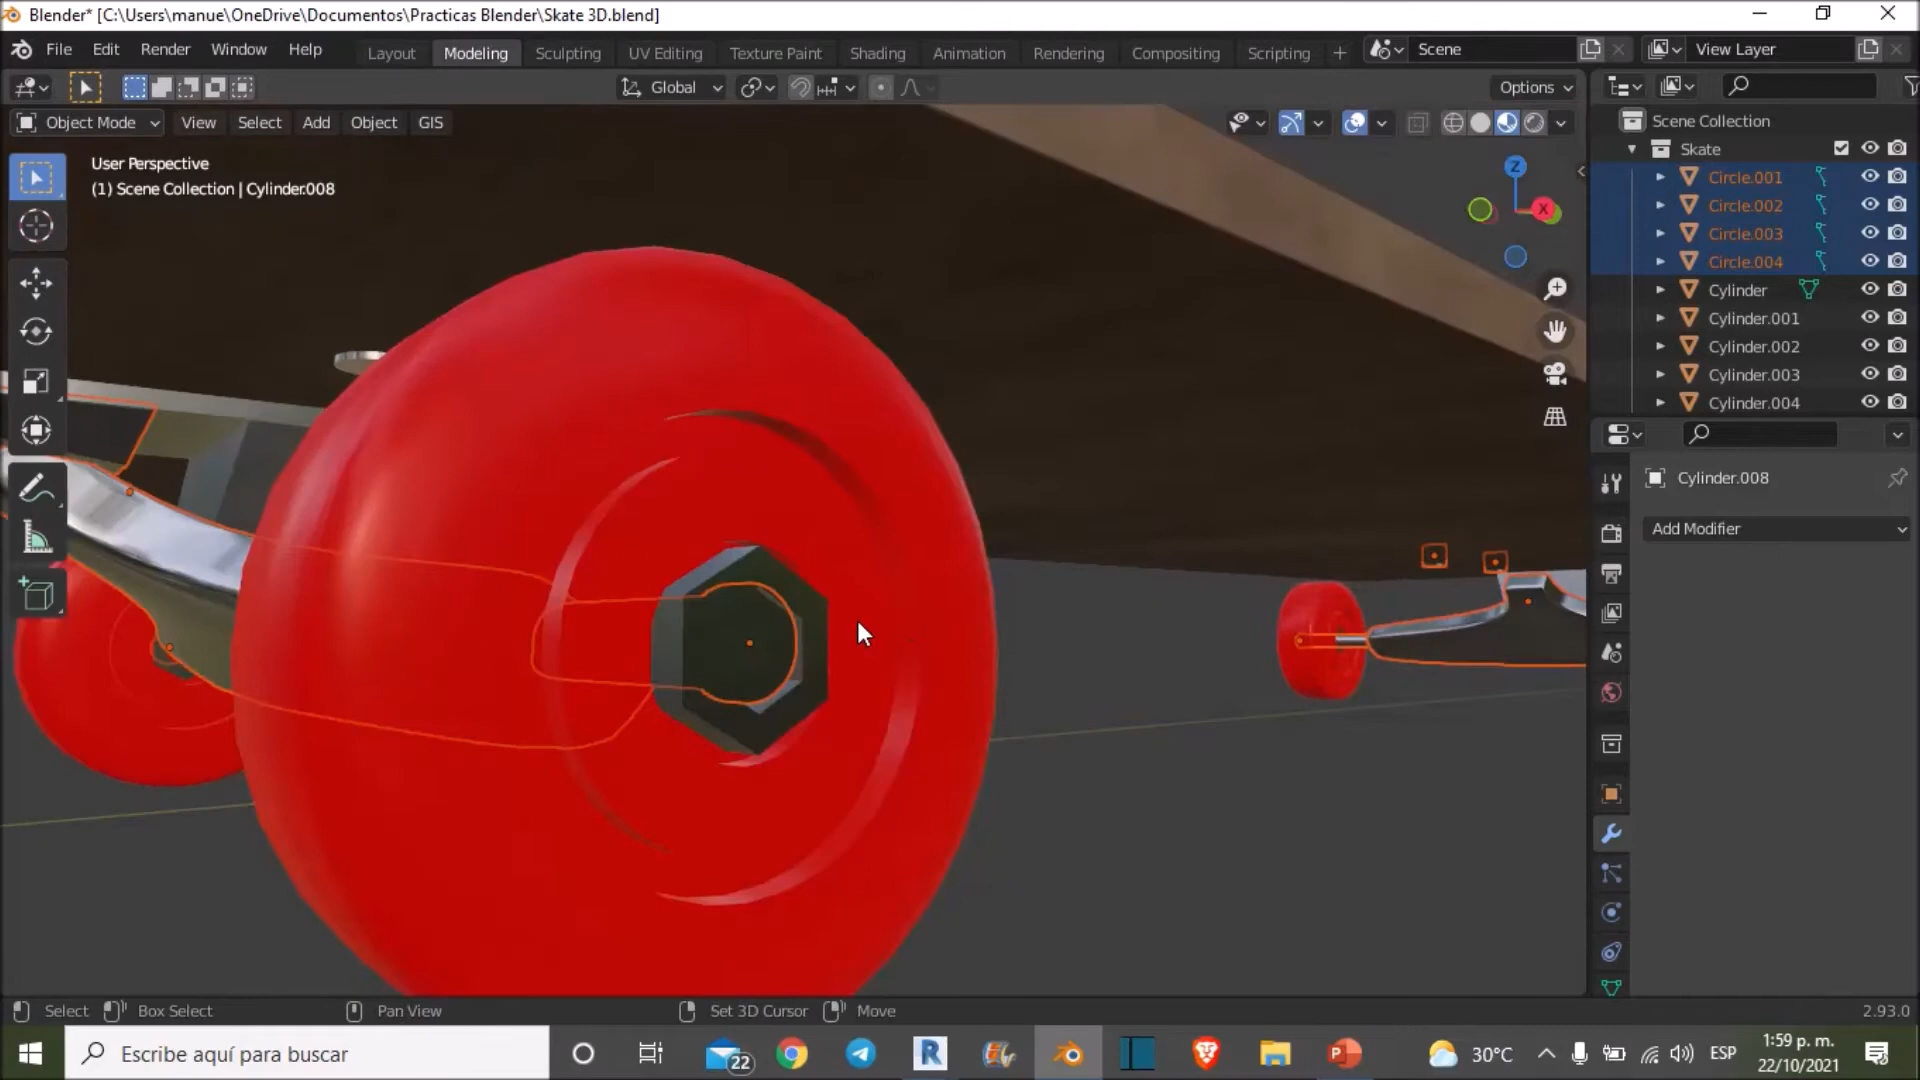 Blender* [C:\Users\manue\OneDrive\Documentos\Practicas Blender\Skate 3D.blend]
File Edit Render Window Help Layout Modeling Sculpting UV Editing Texture Paint Shading Animation Rendering Compositing Scripting + Scene View Layer
Global Options
Object Mode View Select Add Object GIS
Scene Collection
User Perspective
(1) Scene Collection | Cylinder.008
Z
X
Skate
Circle.001
Circle.002
Circle.003
Circle.004
Cylinder
Cylinder.001
Cylinder.002
Cylinder.003
Cylinder.004
Cylinder.008
Add Modifier
Select Box Select Pan View Set 3D Cursor Move 2.93.0
Escribe aquí para buscar
22
R
P
30°C
ESP
1:59 p. m.
22/10/2021